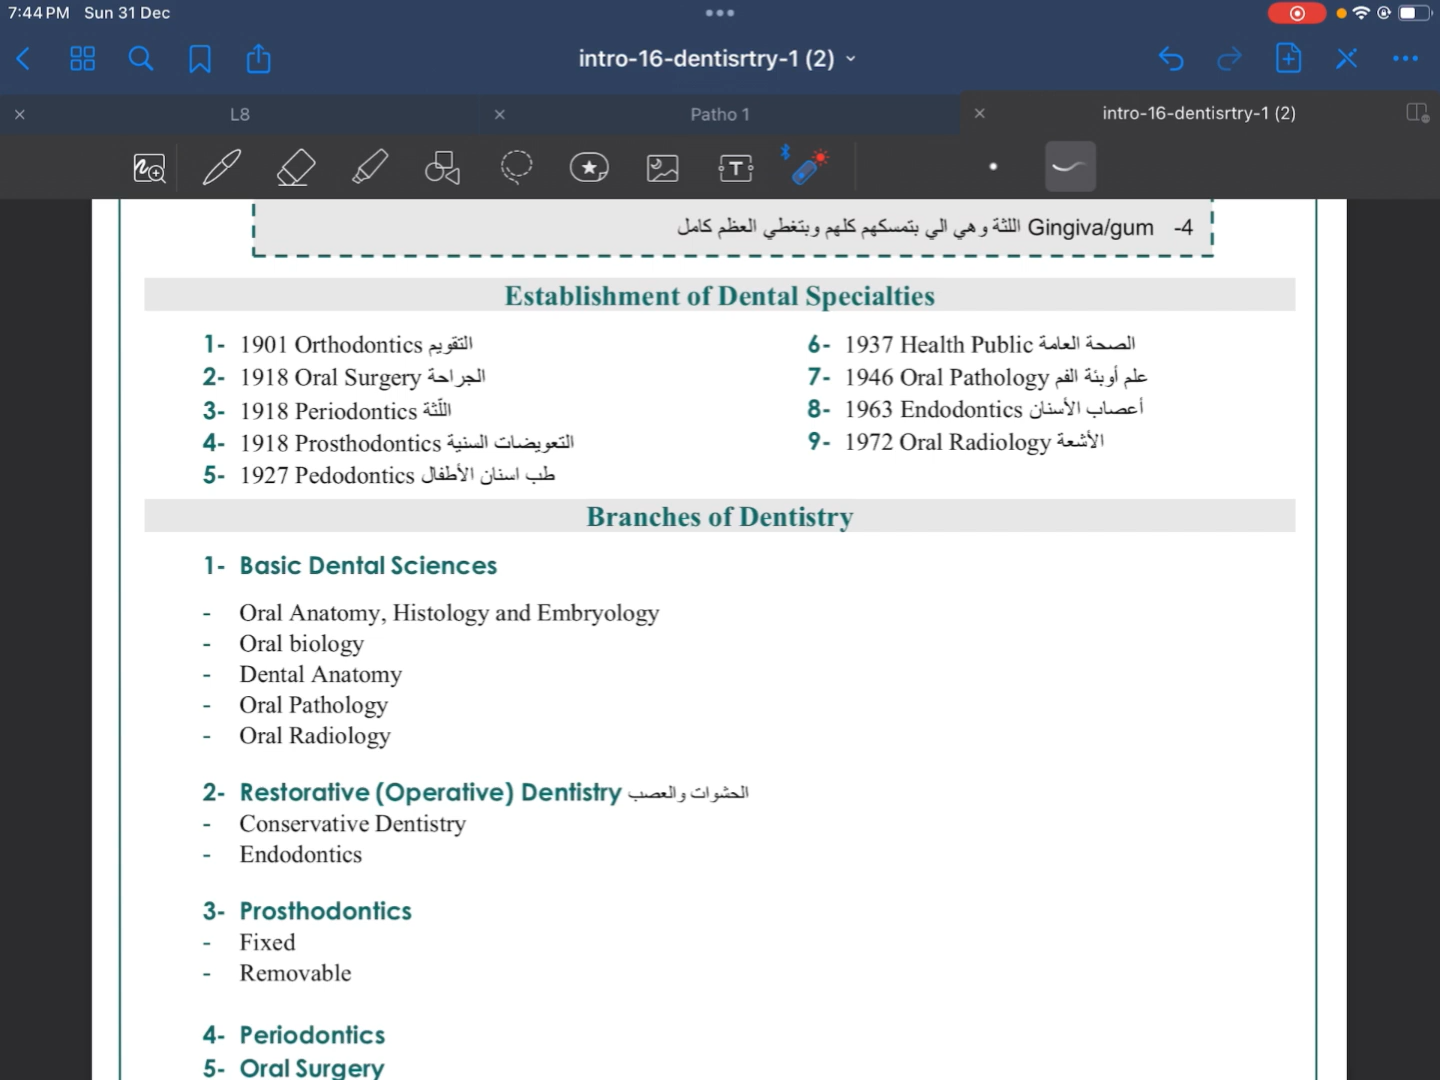 7:44 PM Sun 31 Dec
intro-16-dentisrtry-1 (2)
L8
Patho 1
intro-16-dentisrtry-1 (2)
4- Gingiva/gum اللثة وهي الي بتمسكهم كلهم وبتغطي العظم كامل
Establishment of Dental Specialties
1- 1901 Orthodontics التقويم
2- 1918 Oral Surgery الجراحة
3- 1918 Periodontics اللّثة
4- 1918 Prosthodontics التعويضات السنية
5- 1927 Pedodontics طب اسنان الأطفال
6- 1937 Health Public الصحة العامة
7- 1946 Oral Pathology علم أوبئة الفم
8- 1963 Endodontics أعصاب الأسنان
9- 1972 Oral Radiology الأشعة
Branches of Dentistry
1- Basic Dental Sciences
- Oral Anatomy, Histology and Embryology
- Oral biology
- Dental Anatomy
- Oral Pathology
- Oral Radiology
2- Restorative (Operative) Dentistry الحشوات والعصب
- Conservative Dentistry
- Endodontics
3- Prosthodontics
- Fixed
- Removable
4- Periodontics
5- Oral Surgery